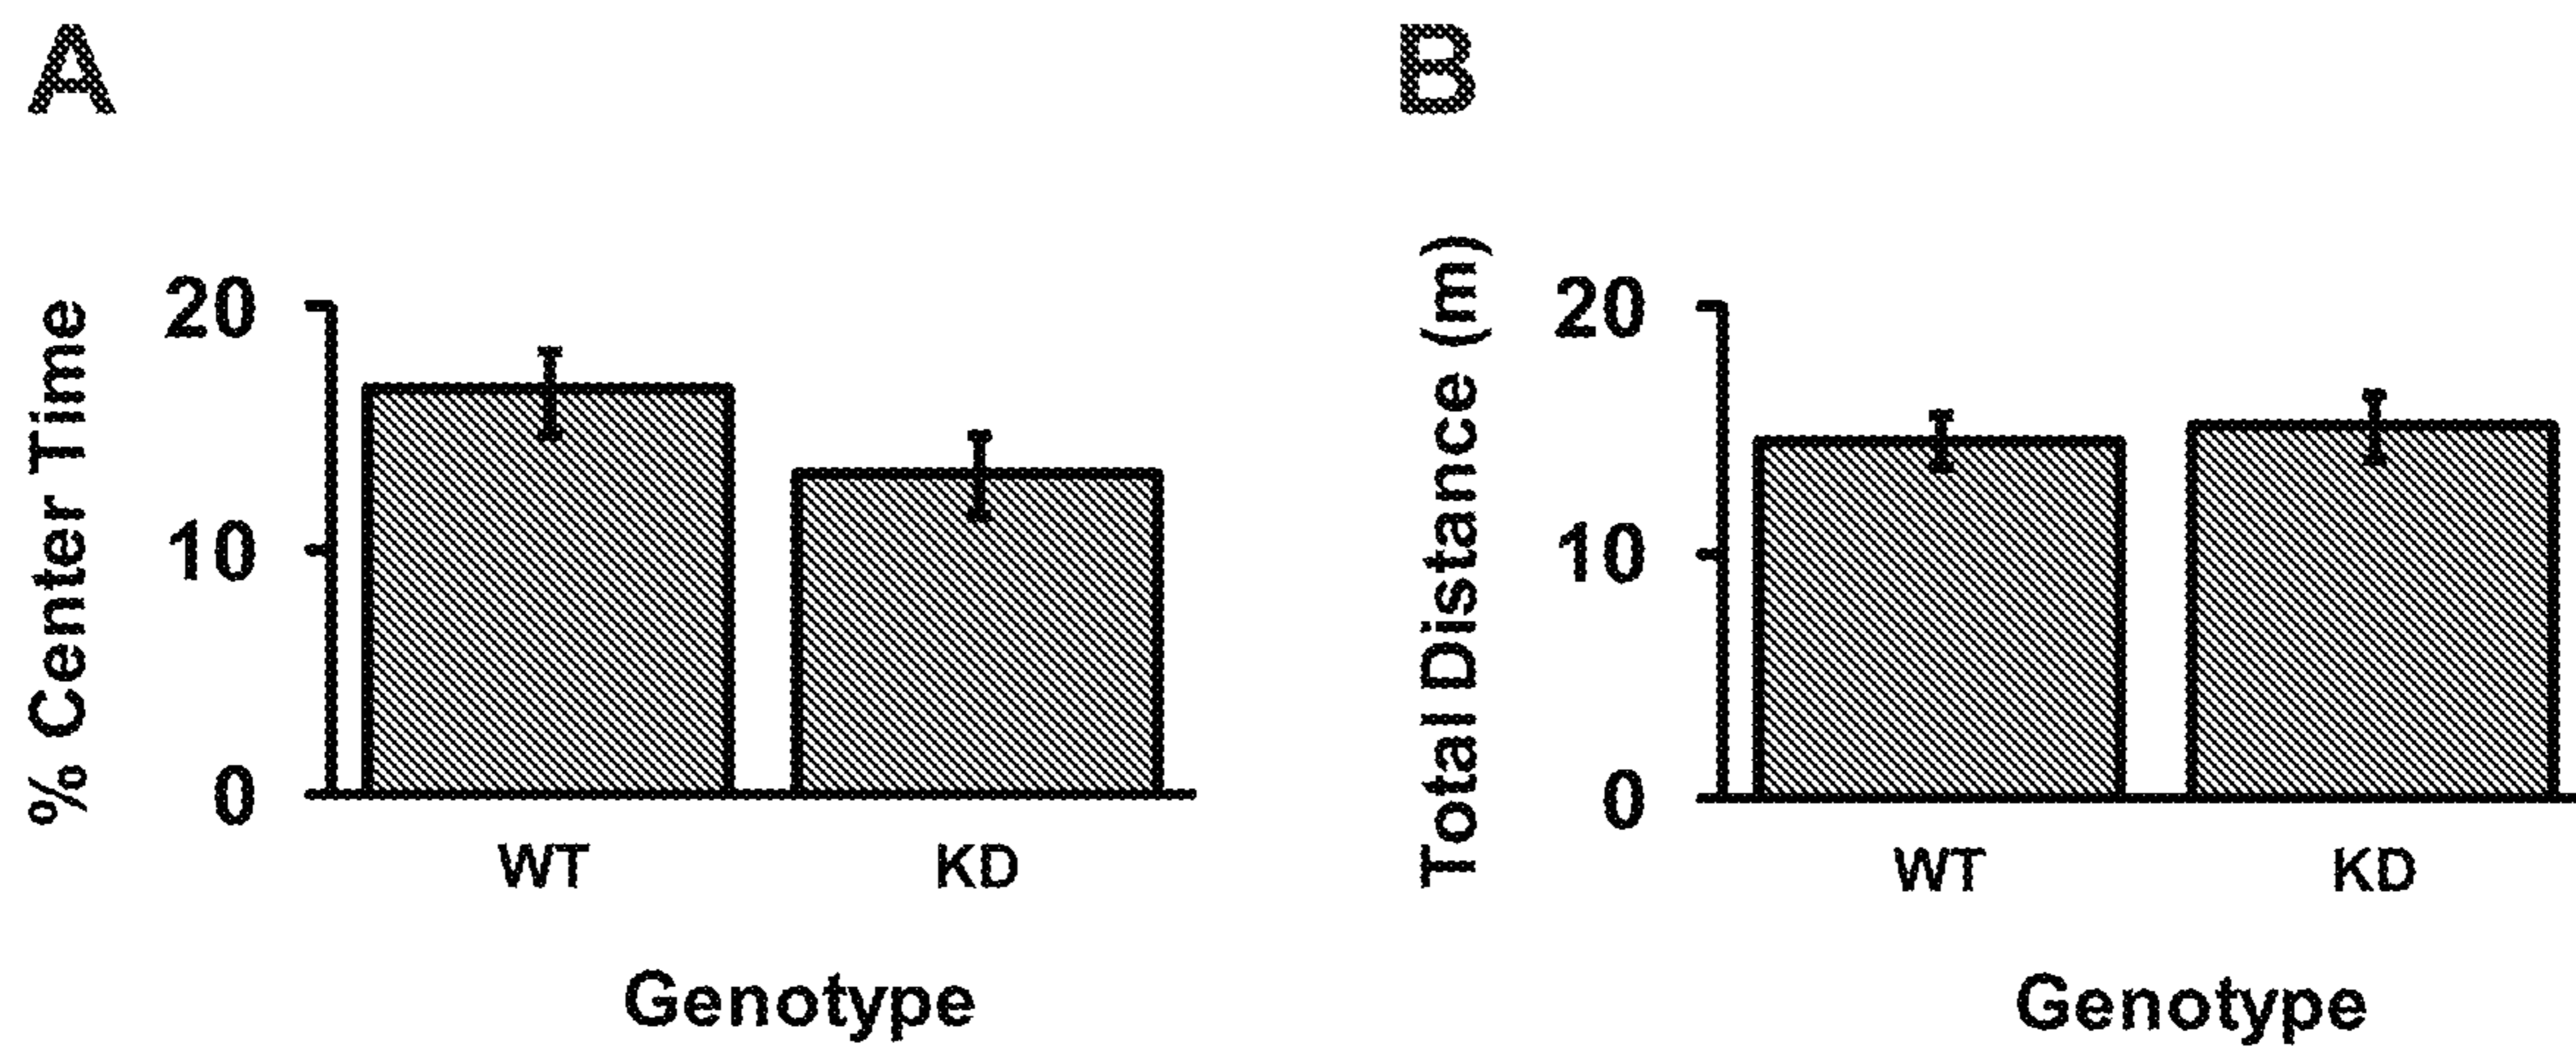 A
% Center Time
20
10
0
WT KD
Genotype
B
Total Distance (m)
20
10
0
WT KD
Genotype